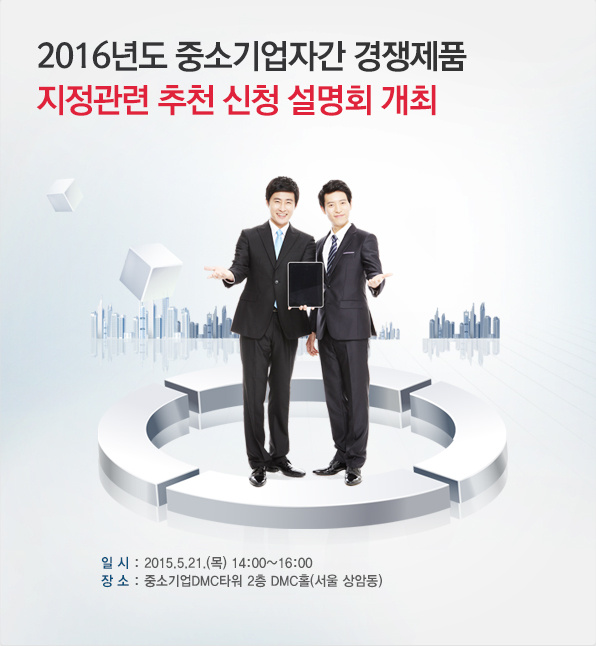 2016년도 중소기업자간 경쟁제품
지정관련 추천 신청 설명회 개최
일 시 : 2015.5.21.(목) 14:00~16:00
장 소 : 중소기업DMC타워 2층 DMC홀(서울 상암동)